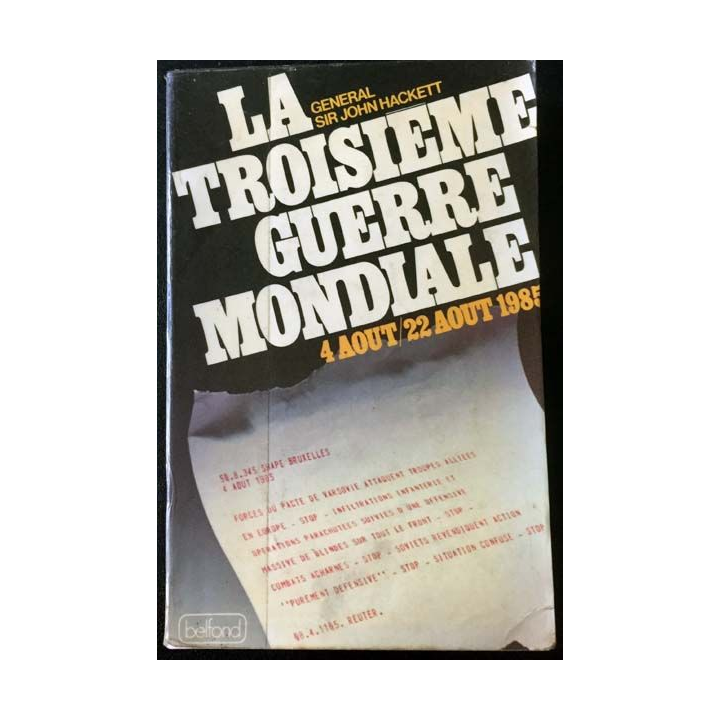 LA
GENERAL
SIR JOHN HACKETT
TROISIEME
GUERRE
MONDIALE
4 AOUT/22 AOUT 1985
90.6.345 SHAPE BRUXELLES
4 AOUT 1985
FORCES DU PACTE DE VARSOVIE ATTAQUENT TROUPES ALLIEES
EN EUROPE - STOP - INFILTRATIONS INFANTERIE ET
OPERATIONS PARACHUTEES SUIVIES D'UNE OFFENSIVE
MASSIVE DE BLINDES SUR TOUT LE FRONT - STOP -
COMBATS ACHARNES - STOP - SOVIETS REVENDIQUENT ACTION
''PUREMENT DEFENSIVE'' - STOP - SITUATION CONFUSE - STOP
REUTER.
belfond